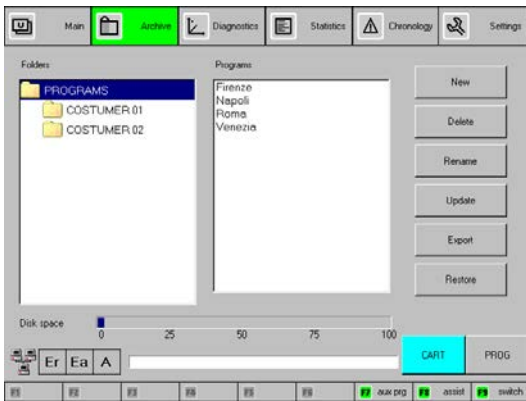 Main
Archive
Diagnostics
Statistics
Chronology
Settings
Folders
Programs
PROGRAMS
COSTUMER 01
COSTUMER 02
Firenze
Napoli
Roma
Venezia
New
Delete
Rename
Update
Export
Restore
Disk space
0 25 50 75 100
Er Ea A
CART
PROG
F1 F2 F3 F4 F5 F6 F7 aux prg F8 assist F9 switch